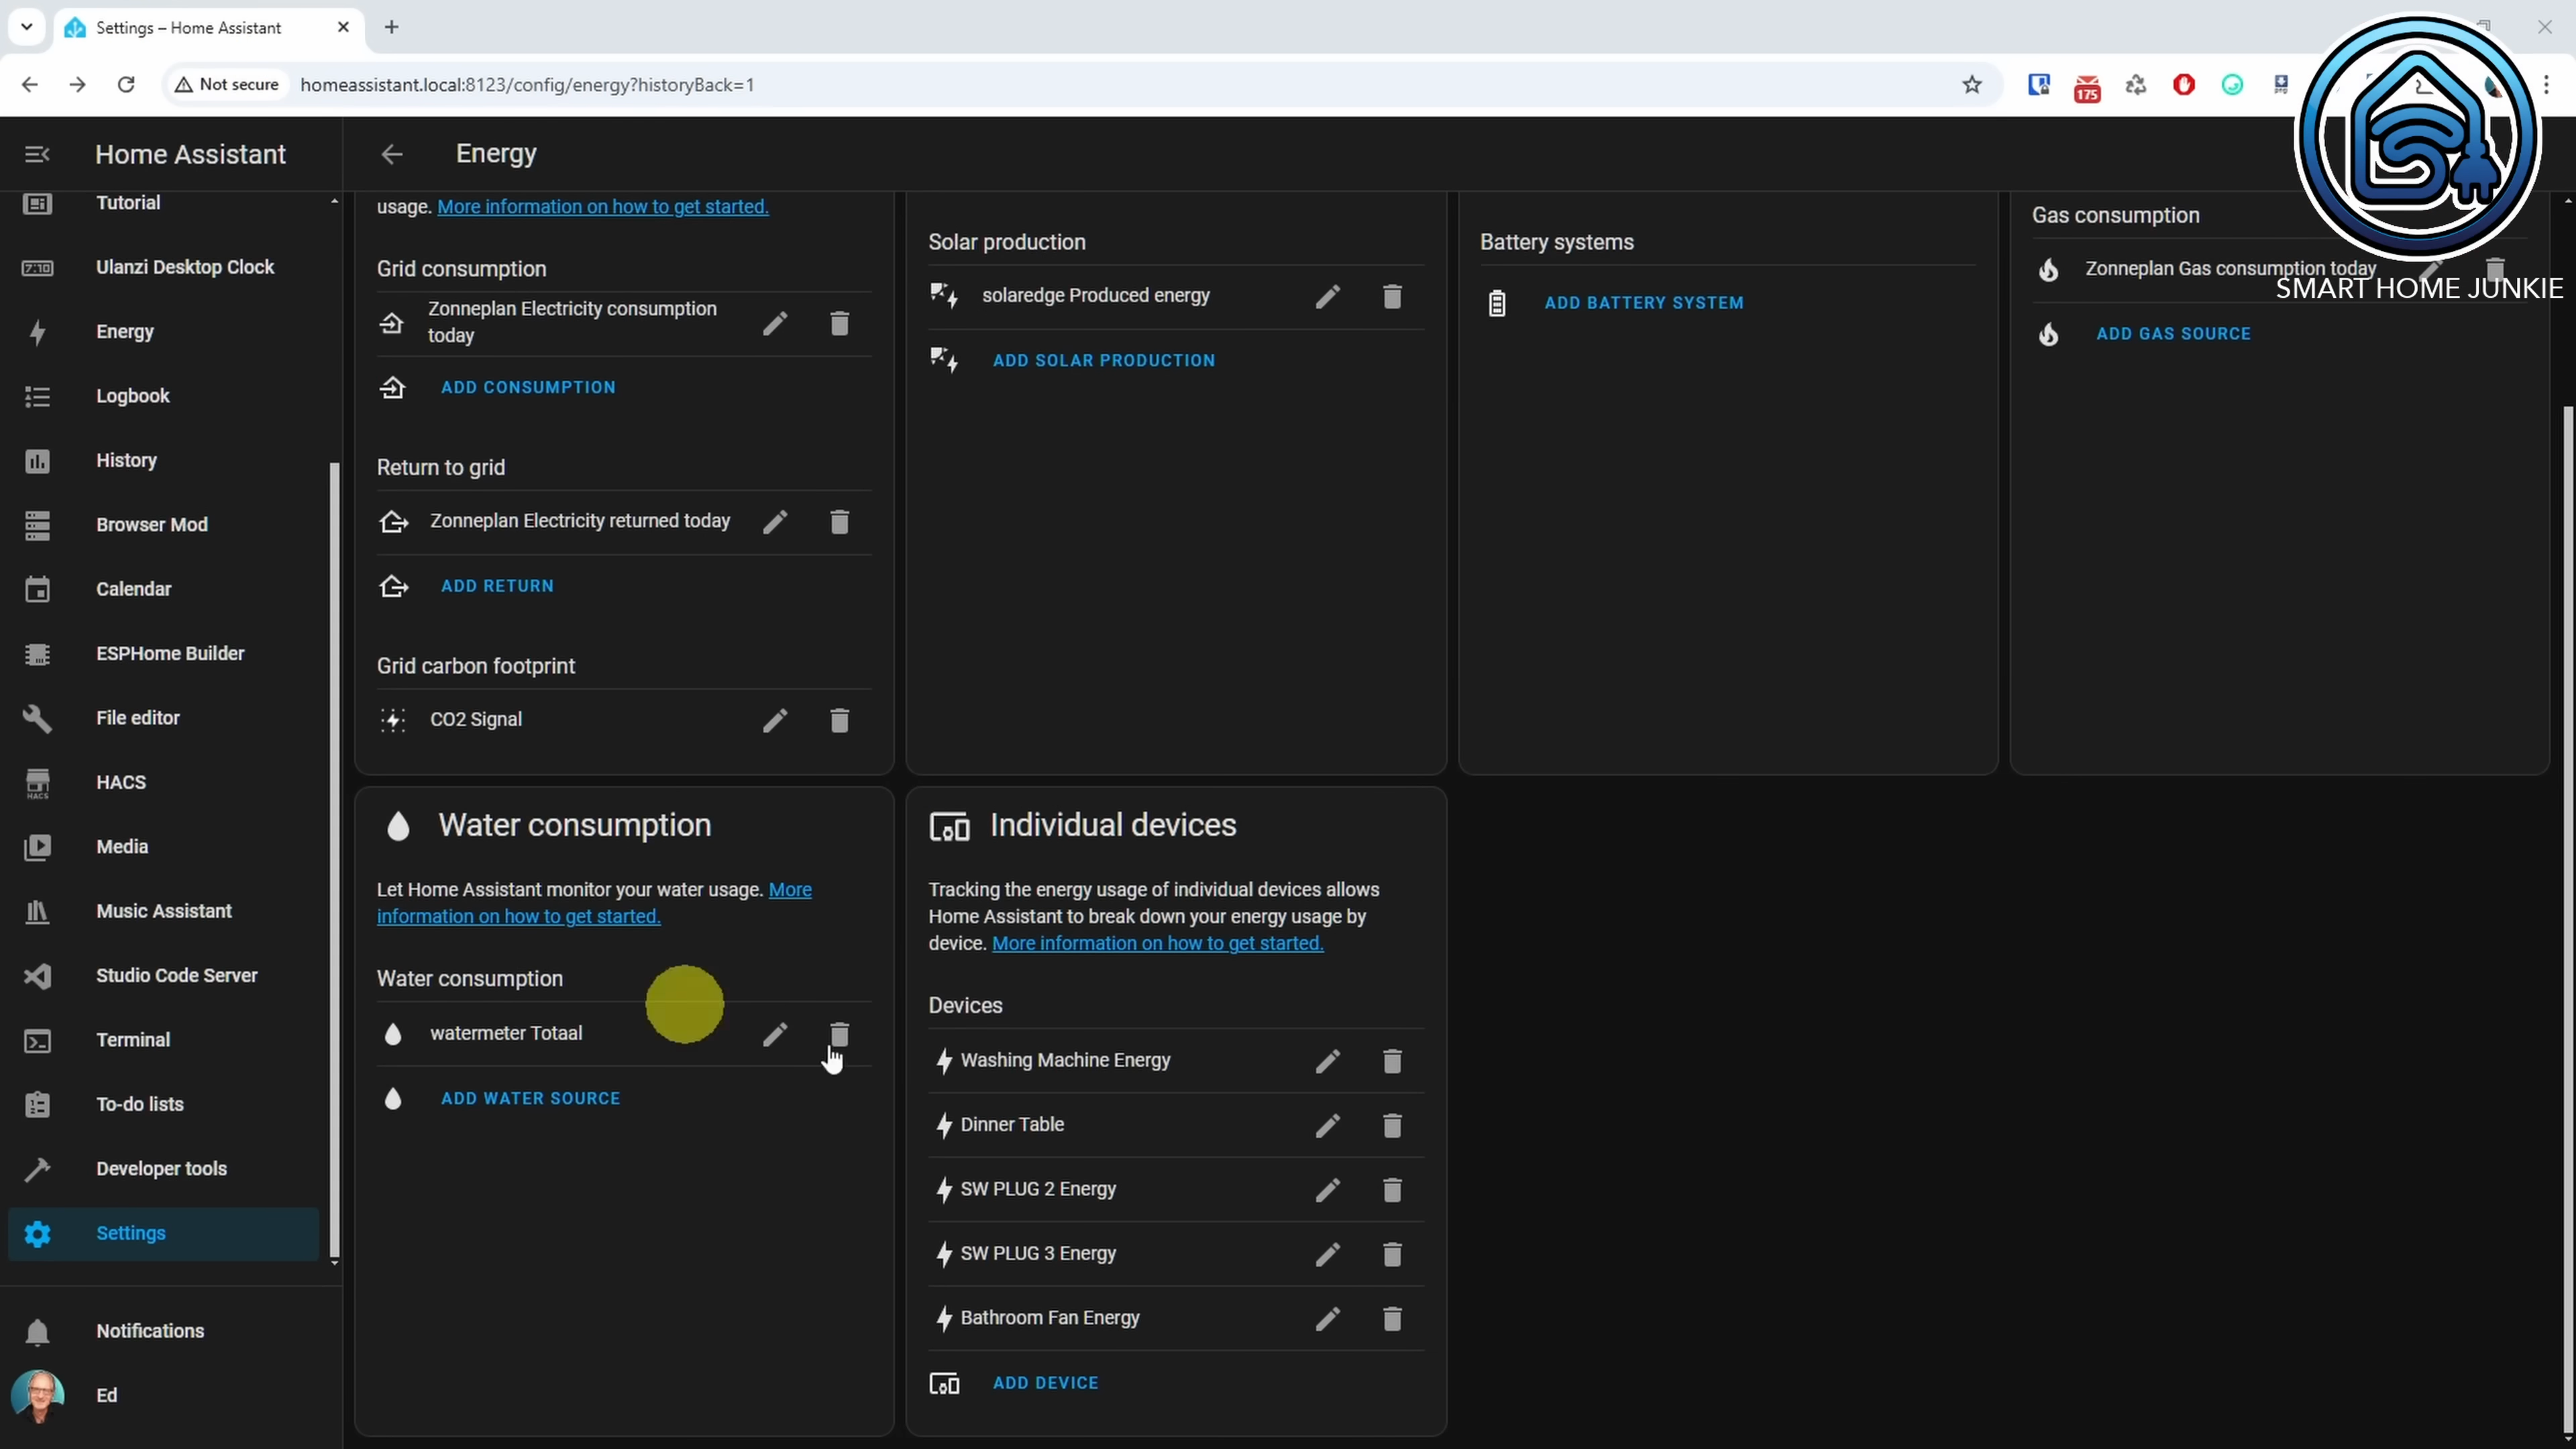 Settings – Home Assistant
Not secure
homeassistant.local:8123/config/energy?historyBack=1
175
Home Assistant
Energy
SMART HOME JUNKIE
Tutorial
7:10
Ulanzi Desktop Clock
Energy
Logbook
History
Browser Mod
Calendar
ESPHome Builder
File editor
HACS
HACS
Media
Music Assistant
Studio Code Server
Terminal
To-do lists
Developer tools
Settings
Notifications
Ed
usage. More information on how to get started.
Grid consumption
Zonneplan Electricity consumption
today
ADD CONSUMPTION
Return to grid
Zonneplan Electricity returned today
ADD RETURN
Grid carbon footprint
CO2 Signal
Solar production
solaredge Produced energy
ADD SOLAR PRODUCTION
Battery systems
ADD BATTERY SYSTEM
Gas consumption
Zonneplan Gas consumption today
ADD GAS SOURCE
Water consumption
Let Home Assistant monitor your water usage. More
information on how to get started.
Water consumption
watermeter Totaal
ADD WATER SOURCE
Individual devices
Tracking the energy usage of individual devices allows
Home Assistant to break down your energy usage by
device. More information on how to get started.
Devices
Washing Machine Energy
Dinner Table
SW PLUG 2 Energy
SW PLUG 3 Energy
Bathroom Fan Energy
ADD DEVICE